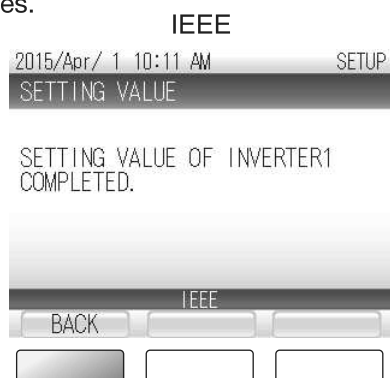 es.
IEEE
2015/Apr/ 1 10:11 AM SETUP
SETTING VALUE
SETTING VALUE OF INVERTER1
COMPLETED.
IEEE
BACK